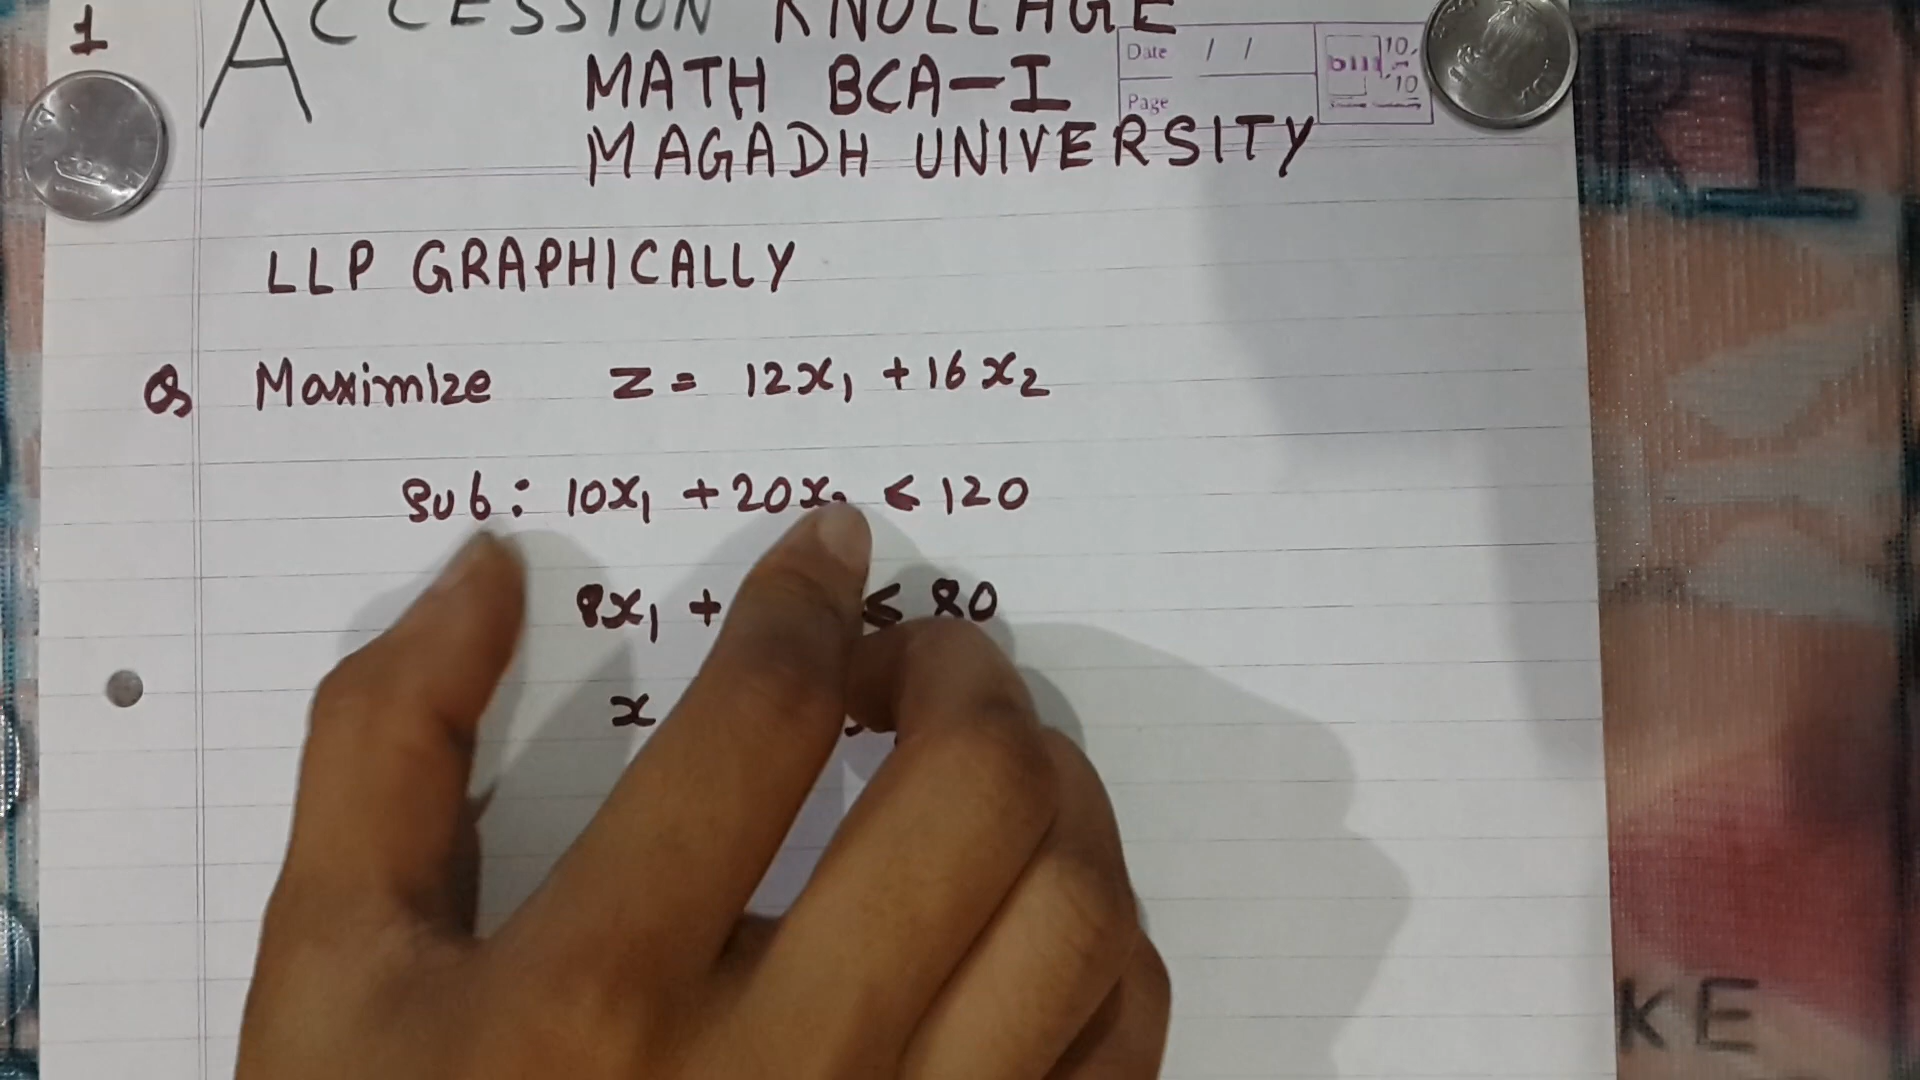 1
ACCESSION KNOLLAGE
Date / /
Page
MATH BCA-I
MAGADH UNIVERSITY
LLP GRAPHICALLY
Q Maximize z = 12x₁ + 16x₂
Sub: 10x₁ + 20x₂ ≤ 120
8x₁ + ≤ 80
x
KE